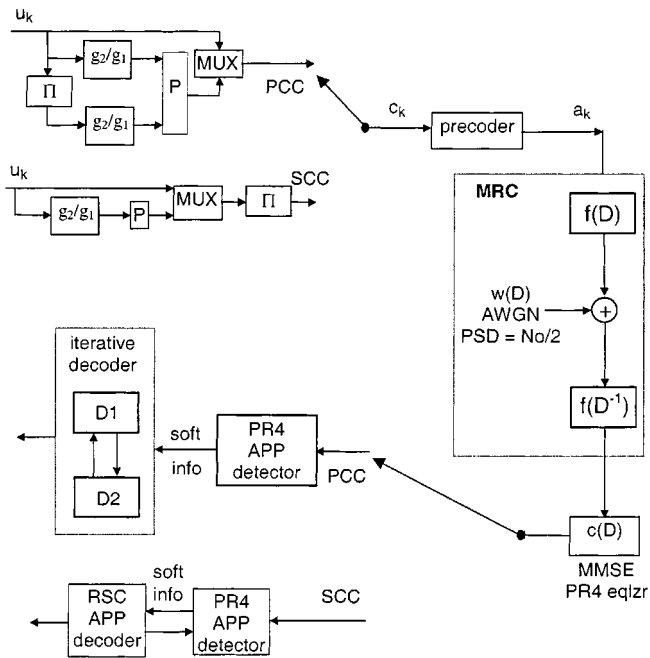 u_k
g₂/g₁
MUX
Π
P
PCC
g₂/g₁
c_k
precoder
a_k
u_k
SCC
MUX
Π
g₂/g₁
P
MRC
f(D)
w(D)
AWGN
PSD = No/2
+
f(D⁻¹)
iterative
decoder
D1
D2
soft
info
PR4
APP
detector
PCC
c(D)
MMSE
PR4 eqlzr
RSC
APP
decoder
soft
info
PR4
APP
detector
SCC